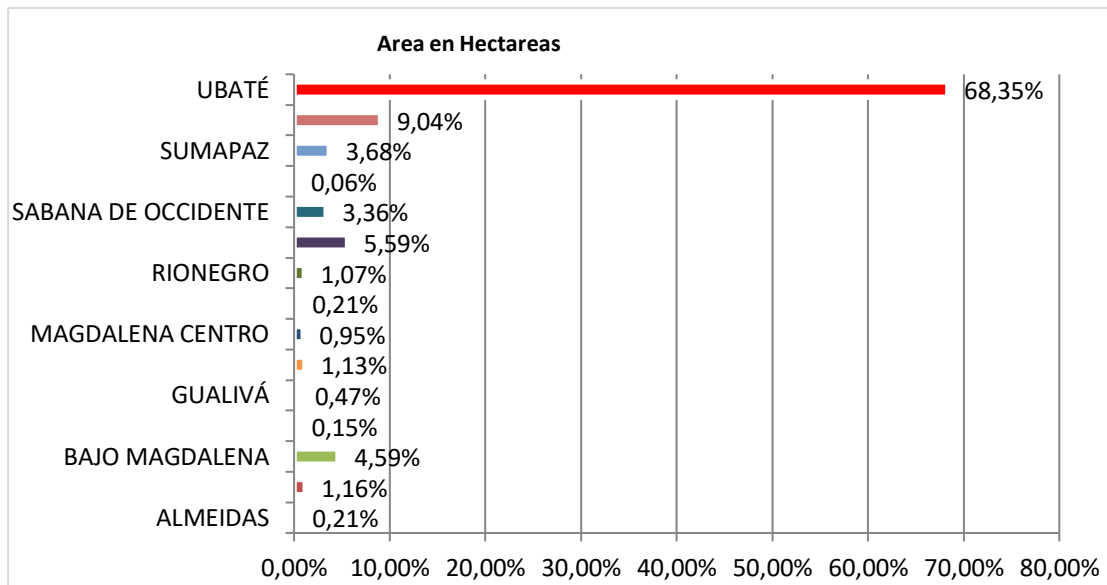 Area en Hectareas
UBATÉ 68,35%
9,04%
SUMAPAZ 3,68%
0,06%
SABANA DE OCCIDENTE 3,36%
5,59%
RIONEGRO 1,07%
0,21%
MAGDALENA CENTRO 0,95%
1,13%
GUALIVÁ 0,47%
0,15%
BAJO MAGDALENA 4,59%
1,16%
ALMEIDAS 0,21%
0,00% 10,00% 20,00% 30,00% 40,00% 50,00% 60,00% 70,00% 80,00%